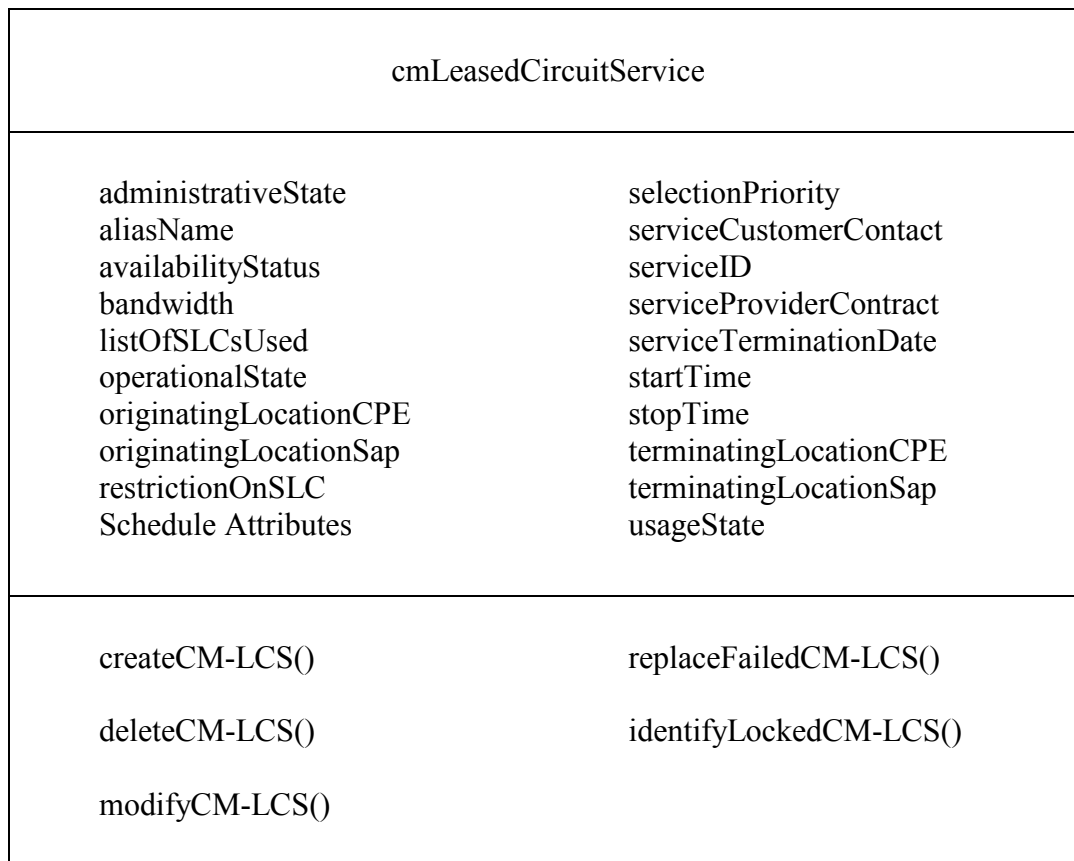 cmLeasedCircuitService
administrativeState
aliasName
availabilityStatus
bandwidth
listOfSLCsUsed
operationalState
originatingLocationCPE
originatingLocationSap
restrictionOnSLC
Schedule Attributes
selectionPriority
serviceCustomerContact
serviceID
serviceProviderContract
serviceTerminationDate
startTime
stopTime
terminatingLocationCPE
terminatingLocationSap
usageState
createCM-LCS()
deleteCM-LCS()
modifyCM-LCS()
replaceFailedCM-LCS()
identifyLockedCM-LCS()